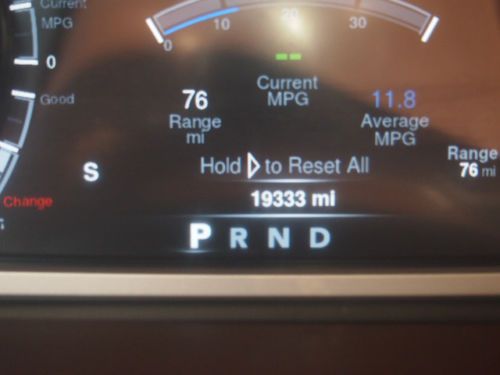 Current
MPG
0
Good
Change
S
0 10 20 30
--
Current
MPG
76
Range
mi
11.8
Average
MPG
Hold to Reset All
Range
76 mi
19333 mi
P R N D